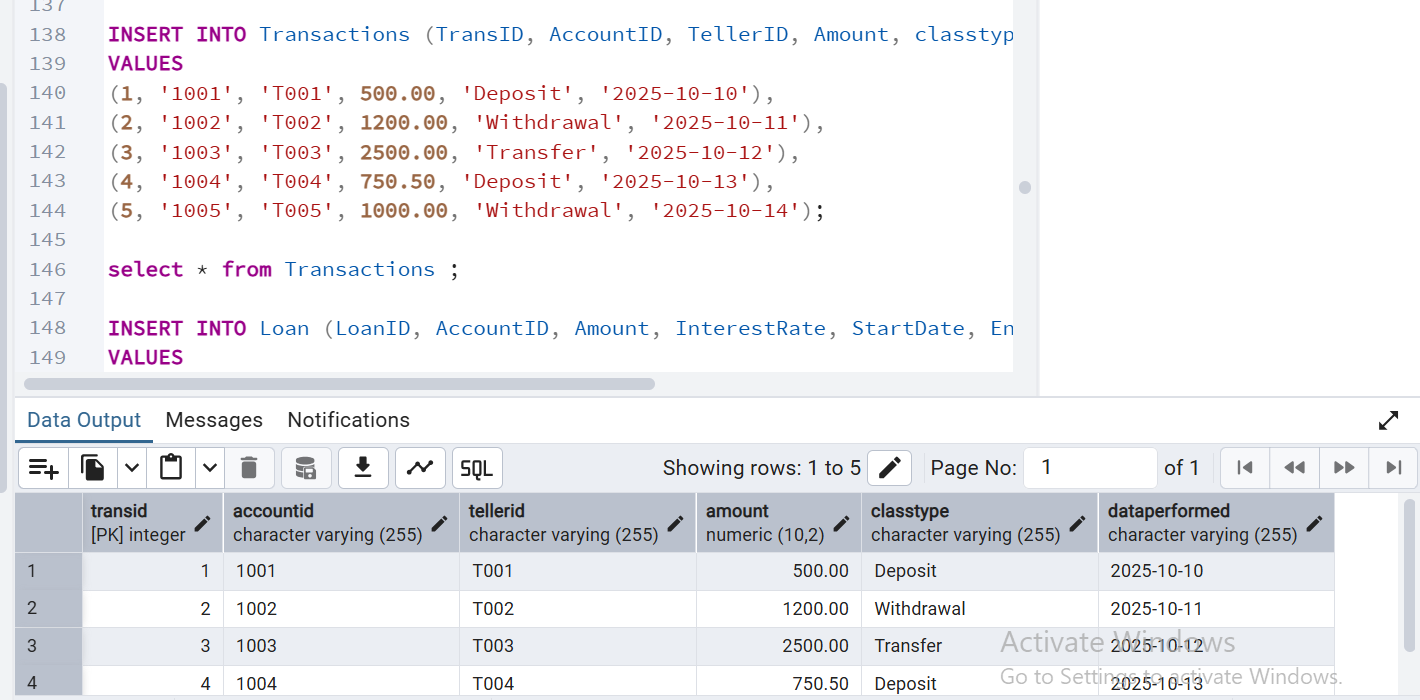 137
138 INSERT INTO Transactions (TransID, AccountID, TellerID, Amount, classtyp
139 VALUES
140 (1, '1001', 'T001', 500.00, 'Deposit', '2025-10-10'),
141 (2, '1002', 'T002', 1200.00, 'Withdrawal', '2025-10-11'),
142 (3, '1003', 'T003', 2500.00, 'Transfer', '2025-10-12'),
143 (4, '1004', 'T004', 750.50, 'Deposit', '2025-10-13'),
144 (5, '1005', 'T005', 1000.00, 'Withdrawal', '2025-10-14');
145
146 select * from Transactions ;
147
148 INSERT INTO Loan (LoanID, AccountID, Amount, InterestRate, StartDate, En
149 VALUES
Data Output Messages Notifications
SQL Showing rows: 1 to 5 Page No: 1 of 1
transid accountid tellerid amount classtype dataperformed
[PK] integer character varying (255) character varying (255) numeric (10,2) character varying (255) character varying (255)
1 1 1001 T001 500.00 Deposit 2025-10-10
2 2 1002 T002 1200.00 Withdrawal 2025-10-11
3 3 1003 T003 2500.00 Transfer 2025-10-12
4 4 1004 T004 750.50 Deposit 2025-10-13
Activate Windows
Go to Settings to activate Windows.